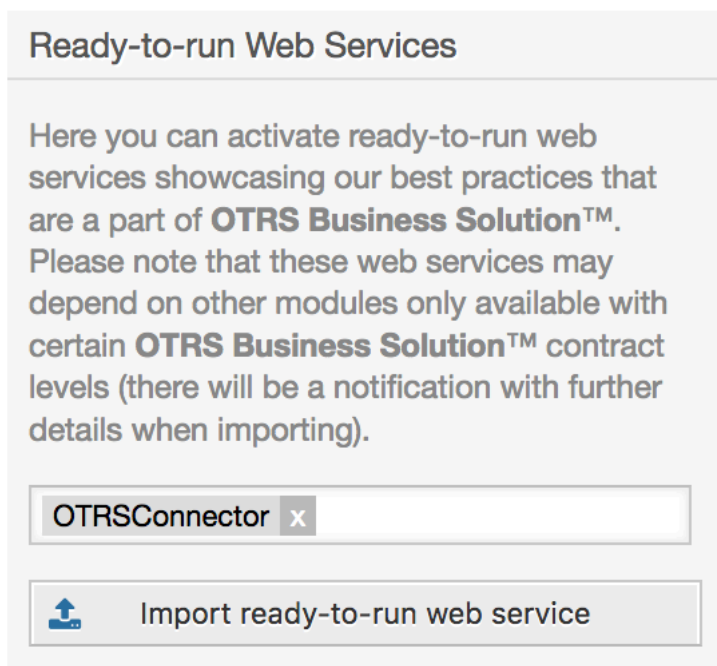 Ready-to-run Web Services
Here you can activate ready-to-run web
services showcasing our best practices that
are a part of OTRS Business Solution™.
Please note that these web services may
depend on other modules only available with
certain OTRS Business Solution™ contract
levels (there will be a notification with further
details when importing).
OTRSConnector x
Import ready-to-run web service